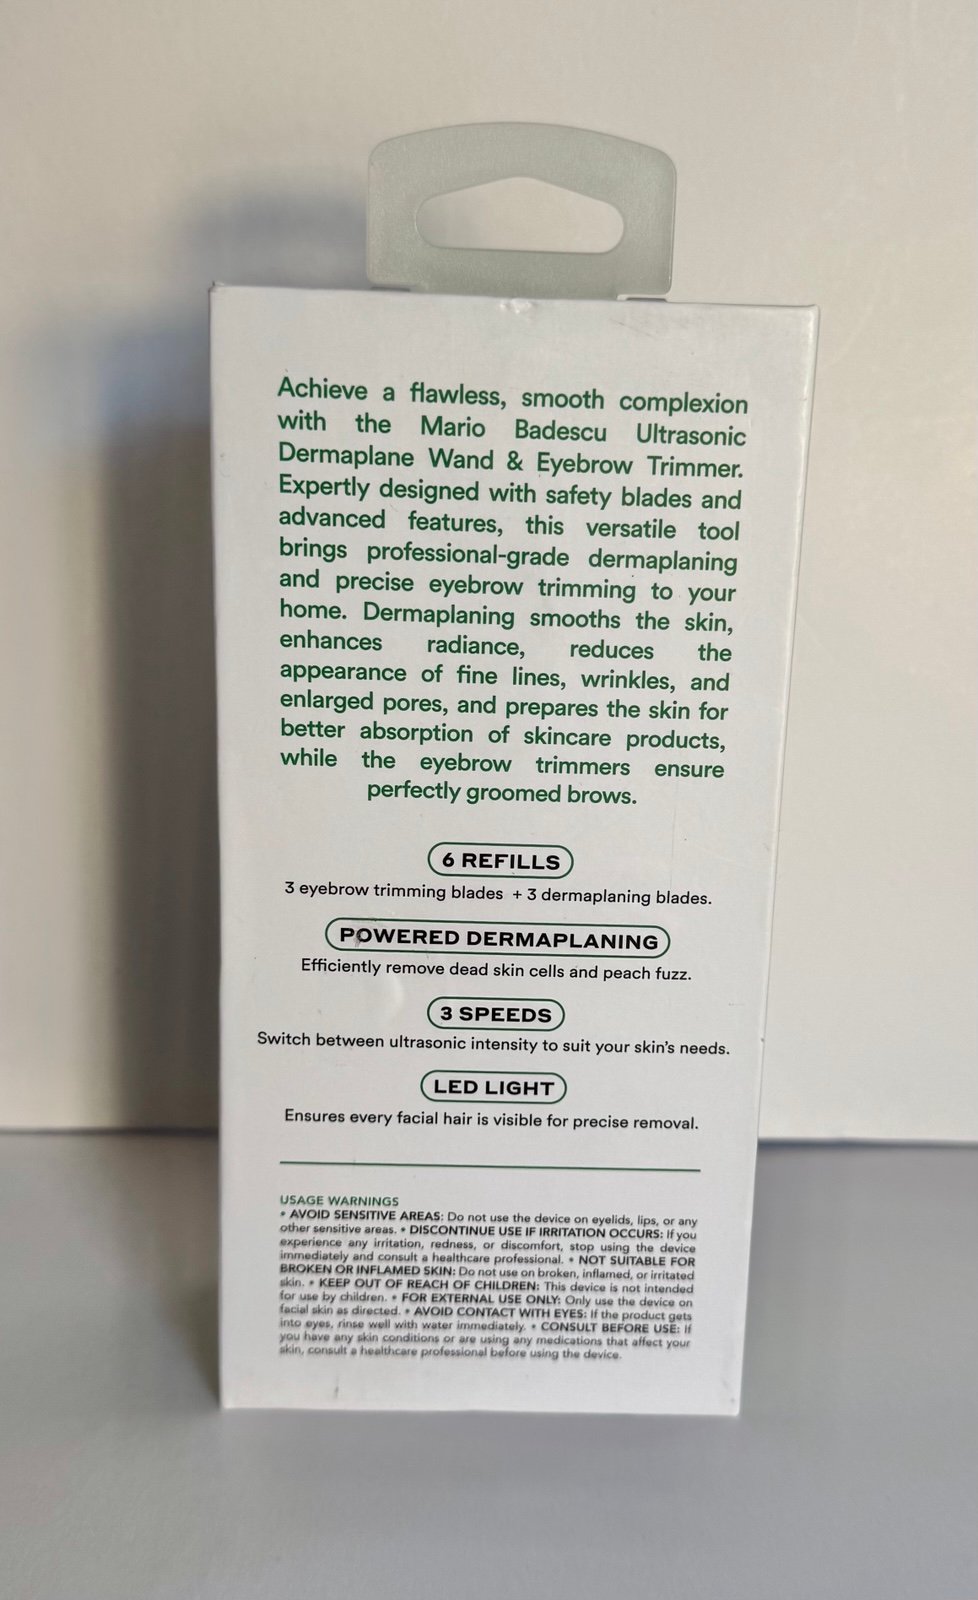 Achieve a flawless, smooth complexion
with the Mario Badescu Ultrasonic
Dermaplane Wand & Eyebrow Trimmer.
Expertly designed with safety blades and
advanced features, this versatile tool
brings professional-grade dermaplaning
and precise eyebrow trimming to your
home. Dermaplaning smooths the skin,
enhances radiance, reduces the
appearance of fine lines, wrinkles, and
enlarged pores, and prepares the skin for
better absorption of skincare products,
while the eyebrow trimmers ensure
perfectly groomed brows.
6 REFILLS
3 eyebrow trimming blades + 3 dermaplaning blades.
POWERED DERMAPLANING
Efficiently remove dead skin cells and peach fuzz.
3 SPEEDS
Switch between ultrasonic intensity to suit your skin's needs.
LED LIGHT
Ensures every facial hair is visible for precise removal.
USAGE WARNINGS
• AVOID SENSITIVE AREAS: Do not use the device on eyelids, lips, or any
other sensitive areas. • DISCONTINUE USE IF IRRITATION OCCURS: If you
experience any irritation, redness, or discomfort, stop using the device
immediately and consult a healthcare professional. • NOT SUITABLE FOR
BROKEN OR INFLAMED SKIN: Do not use on broken, inflamed, or irritated
skin. • KEEP OUT OF REACH OF CHILDREN: This device is not intended
for use by children. • FOR EXTERNAL USE ONLY: Only use the device on
facial skin as directed. • AVOID CONTACT WITH EYES: If the product gets
into eyes, rinse well with water immediately. • CONSULT BEFORE USE: If
you have any skin conditions or are using any medications that affect your
skin, consult a healthcare professional before using the device.